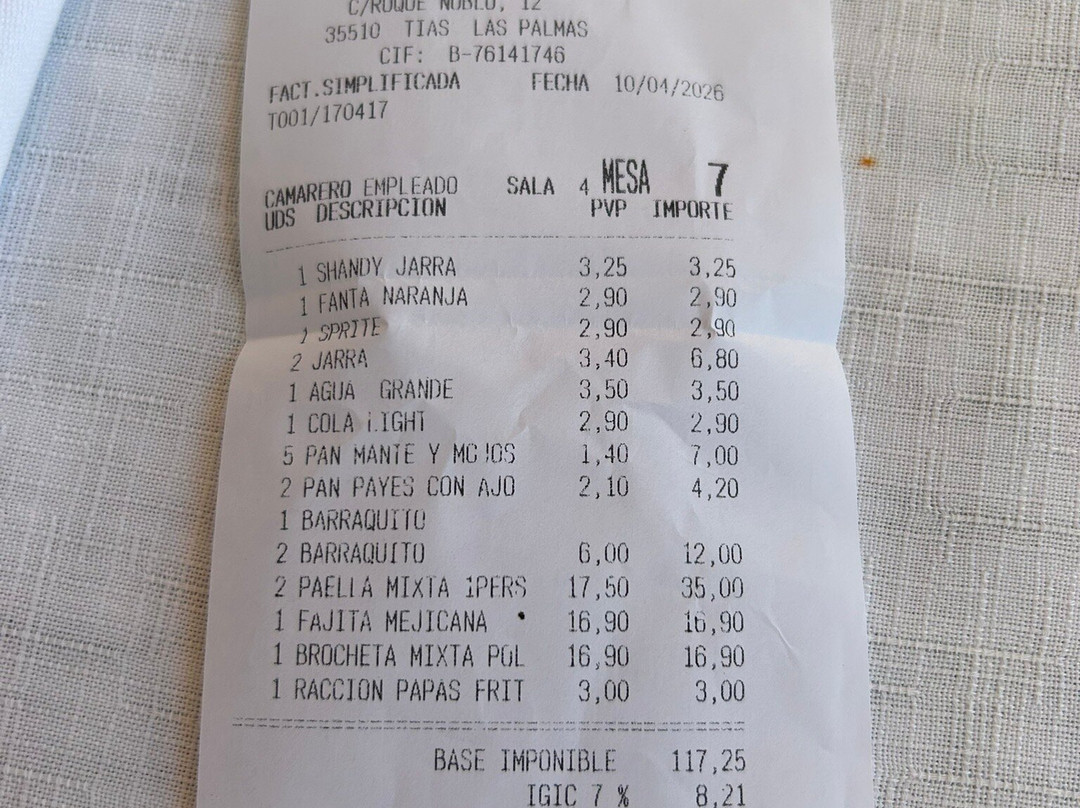 C/ROQUE NUBLO, 12
35510 TIAS LAS PALMAS
CIF: B-76141746
FACT.SIMPLIFICADA FECHA 10/04/2026
T001/170417
CAMARERO EMPLEADO SALA 4 MESA 7
UDS DESCRIPCION PVP IMPORTE
1 SHANDY JARRA 3,25 3,25
1 FANTA NARANJA 2,90 2,90
1 SPRITE 2,90 2,90
2 JARRA 3,40 6,80
1 AGUA GRANDE 3,50 3,50
1 COLA LIGHT 2,90 2,90
5 PAN MANTE Y MOJOS 1,40 7,00
2 PAN PAYES CON AJO 2,10 4,20
1 BARRAQUITO
2 BARRAQUITO 6,00 12,00
2 PAELLA MIXTA 1PERS 17,50 35,00
1 FAJITA MEJICANA 16,90 16,90
1 BROCHETA MIXTA POL 16,90 16,90
1 RACCION PAPAS FRIT 3,00 3,00
BASE IMPONIBLE 117,25
IGIC 7 % 8,21